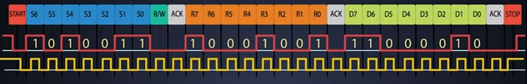 START S6 S5 S4 S3 S2 S1 S0 R/W ACK R7 R6 R5 R4 R3 R2 R1 R0 ACK D7 D6 D5 D4 D3 D2 D1 D0 ACK STOP
1 0 1 0 0 1 1 1 0 0 0 1 0 0 1 1 1 0 0 0 0 1 0